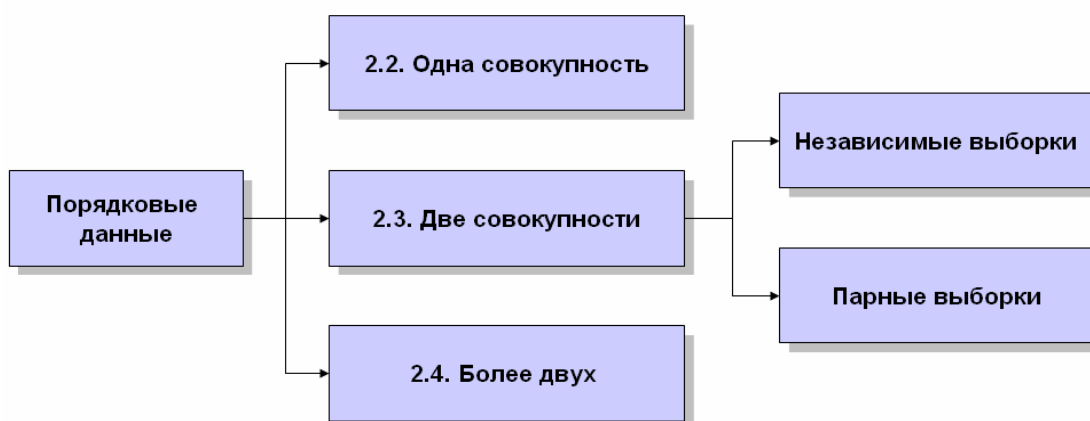 2.2. Одна совокупность
Независимые выборки
Порядковые
данные
2.3. Две совокупности
Парные выборки
2.4. Более двух